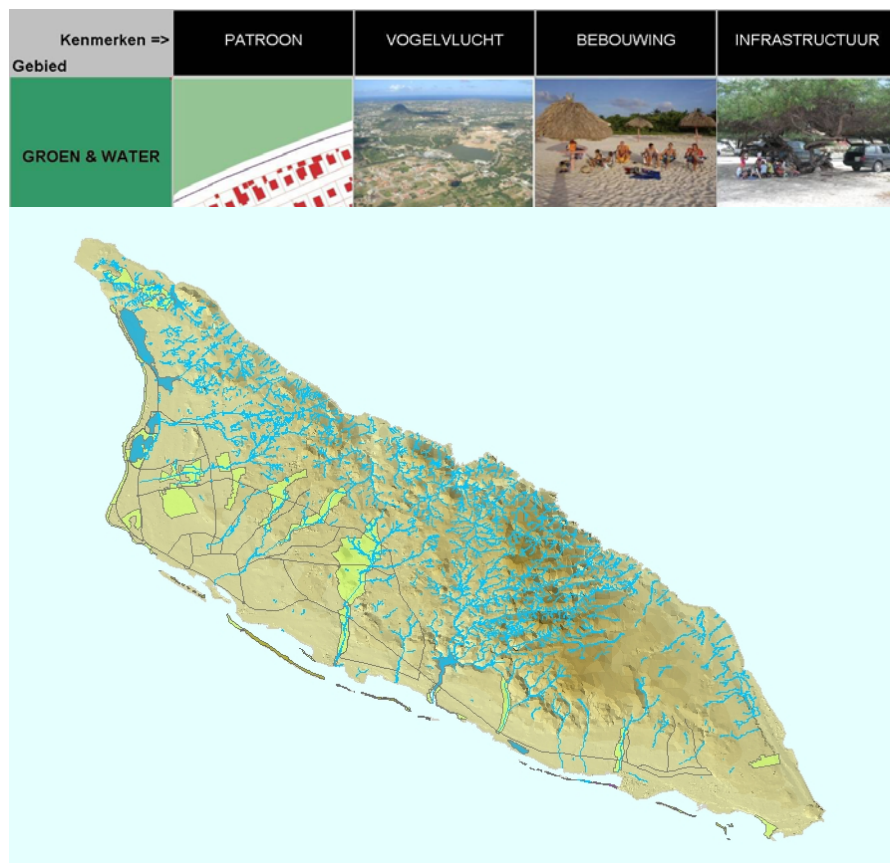 Kenmerken =>
Gebied
PATROON
VOGELVLUCHT
BEBOUWING
INFRASTRUCTUUR
GROEN & WATER